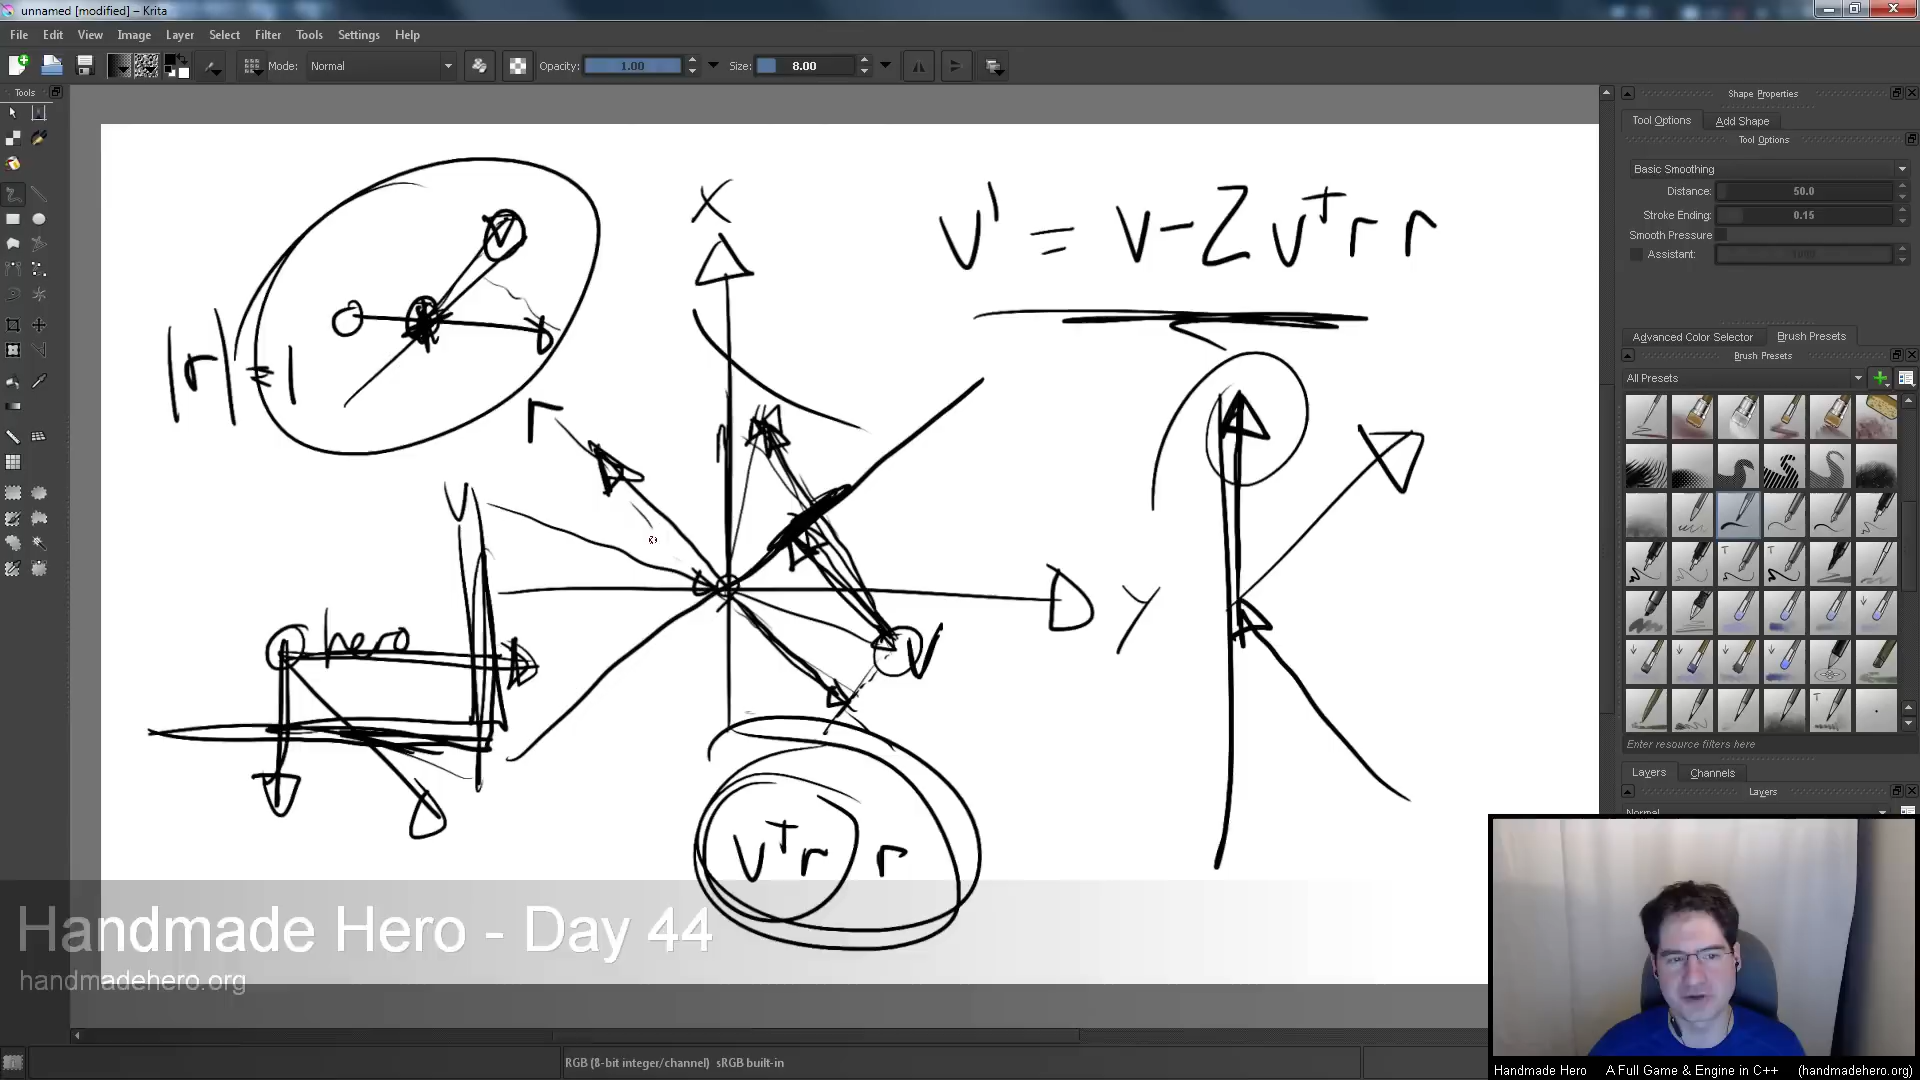 unnamed [modified] – Krita
File Edit View Image Layer Select Filter Tools Settings Help
Mode: Normal Opacity: 1.00 Size: 8.00
Tools
Shape Properties
Tool Options Add Shape
Tool Options
Basic Smoothing
Distance: 50.0
Stroke Ending: 0.15
Smooth Pressure
Assistant:
Advanced Color Selector Brush Presets
Brush Presets
All Presets
Enter resource filters here
Layers Channels
Layers
Normal
X
v' = v-2 vᵀr r
|r| = 1
r
v
hero
v
y
vᵀr r
Handmade Hero - Day 44
handmadehero.org
RGB (8-bit integer/channel) sRGB built-in
Handmade Hero A Full Game & Engine in C++ (handmadehero.org)